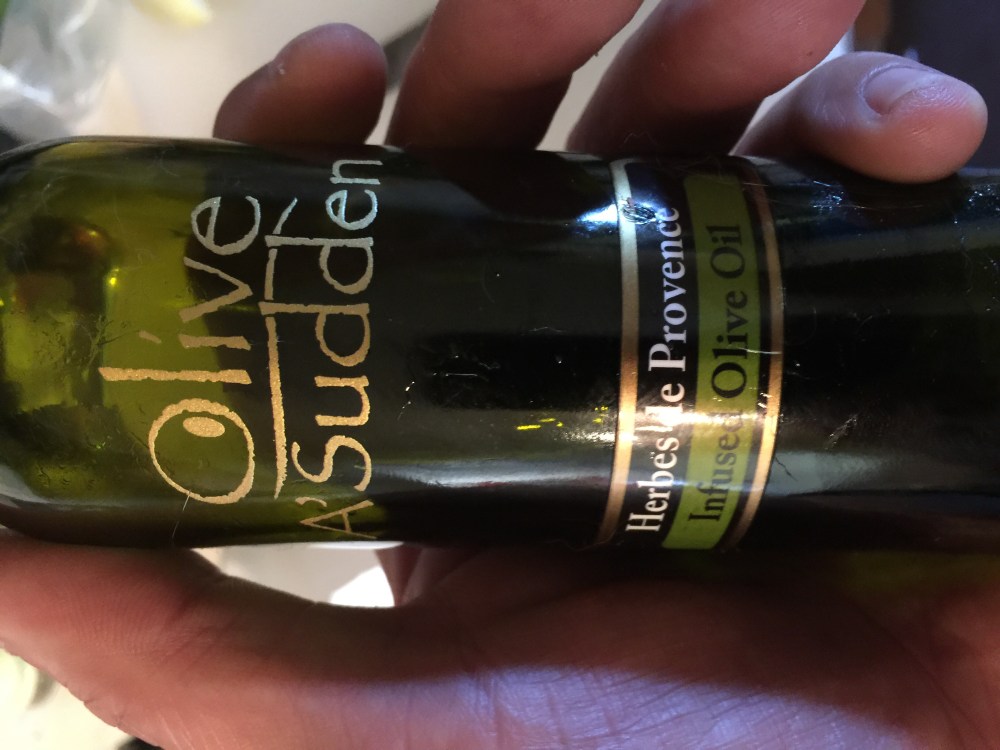 Olive
A'Sudden
Herbes de Provence
Infused Olive Oil